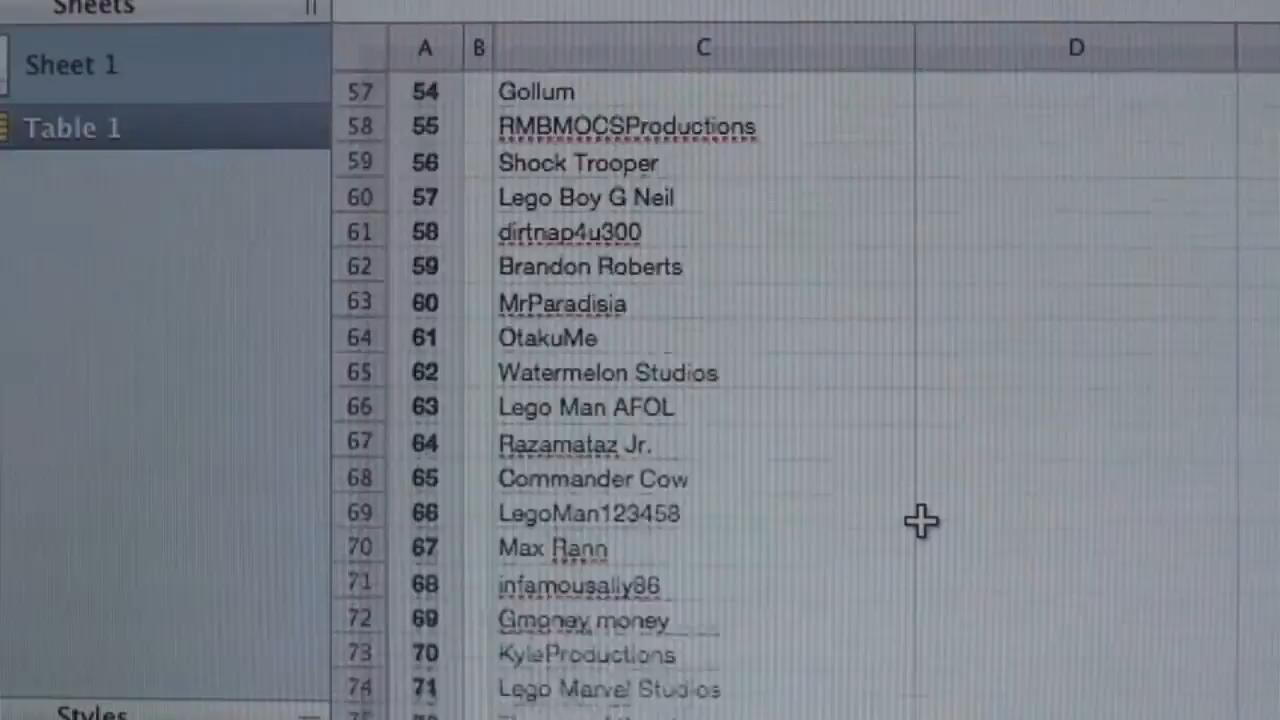 Sheets
A B C D
Sheet 1
57 54 Gollum
Table 1
58 55 RMBMOCSProductions
59 56 Shock Trooper
60 57 Lego Boy G Neil
61 58 dirtnap4u300
62 59 Brandon Roberts
63 60 MrParadisia
64 61 OtakuMe
65 62 Watermelon Studios
66 63 Lego Man AFOL
67 64 Razamataz Jr.
68 65 Commander Cow
69 66 LegoMan123458
70 67 Max Rann
71 68 infamousally86
72 69 Gmoney money
73 70 KyleProductions
74 71 Lego Marvel Studios
Styles